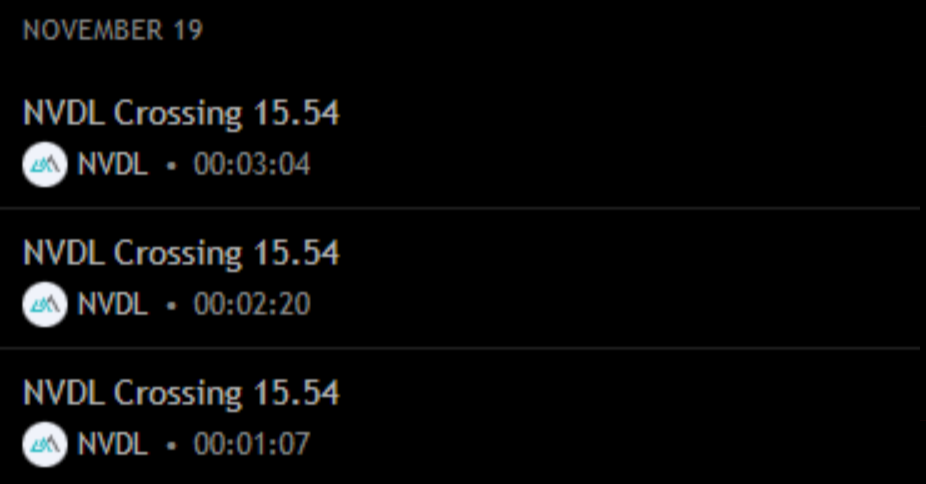 NOVEMBER 19
NVDL Crossing 15.54
NVDL • 00:03:04
NVDL Crossing 15.54
NVDL • 00:02:20
NVDL Crossing 15.54
NVDL • 00:01:07